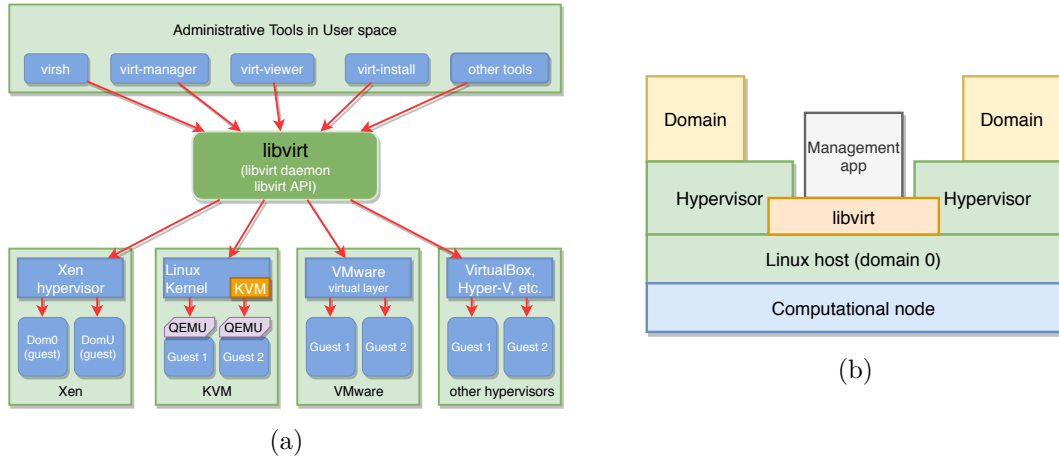 Administrative Tools in User space
virsh
virt-manager
virt-viewer
virt-install
other tools
libvirt
(libvirt daemon
libvirt API)
Xen
hypervisor
Dom0
(guest)
DomU
(guest)
Xen
Linux
Kernel
KVM
QEMU
QEMU
Guest 1
Guest 2
KVM
VMware
virtual layer
Guest 1
Guest 2
VMware
VirtualBox,
Hyper-V, etc.
Guest 1
Guest 2
other hypervisors
(a)
Domain
Domain
Management
app
Hypervisor
Hypervisor
libvirt
Linux host (domain 0)
Computational node
(b)